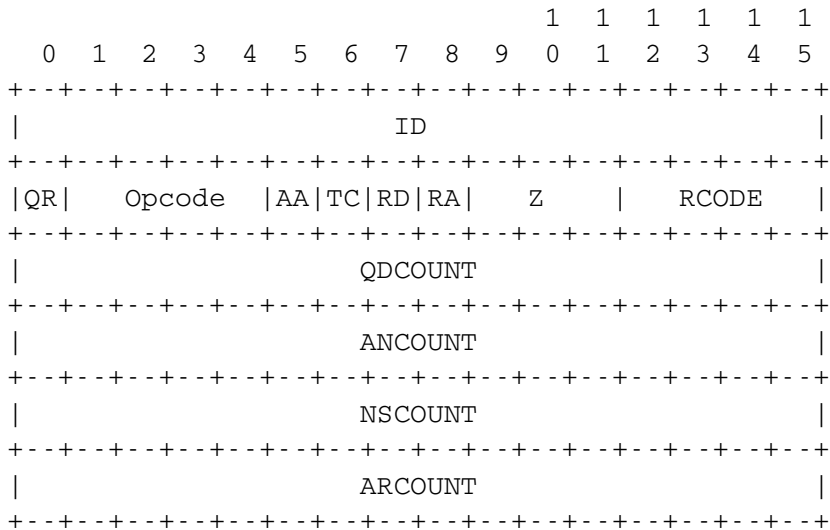 1  1  1  1  1  1
  0  1  2  3  4  5  6  7  8  9  0  1  2  3  4  5
+--+--+--+--+--+--+--+--+--+--+--+--+--+--+--+--+
|                      ID                       |
+--+--+--+--+--+--+--+--+--+--+--+--+--+--+--+--+
|QR|   Opcode  |AA|TC|RD|RA|   Z    |   RCODE   |
+--+--+--+--+--+--+--+--+--+--+--+--+--+--+--+--+
|                    QDCOUNT                    |
+--+--+--+--+--+--+--+--+--+--+--+--+--+--+--+--+
|                    ANCOUNT                    |
+--+--+--+--+--+--+--+--+--+--+--+--+--+--+--+--+
|                    NSCOUNT                    |
+--+--+--+--+--+--+--+--+--+--+--+--+--+--+--+--+
|                    ARCOUNT                    |
+--+--+--+--+--+--+--+--+--+--+--+--+--+--+--+--+